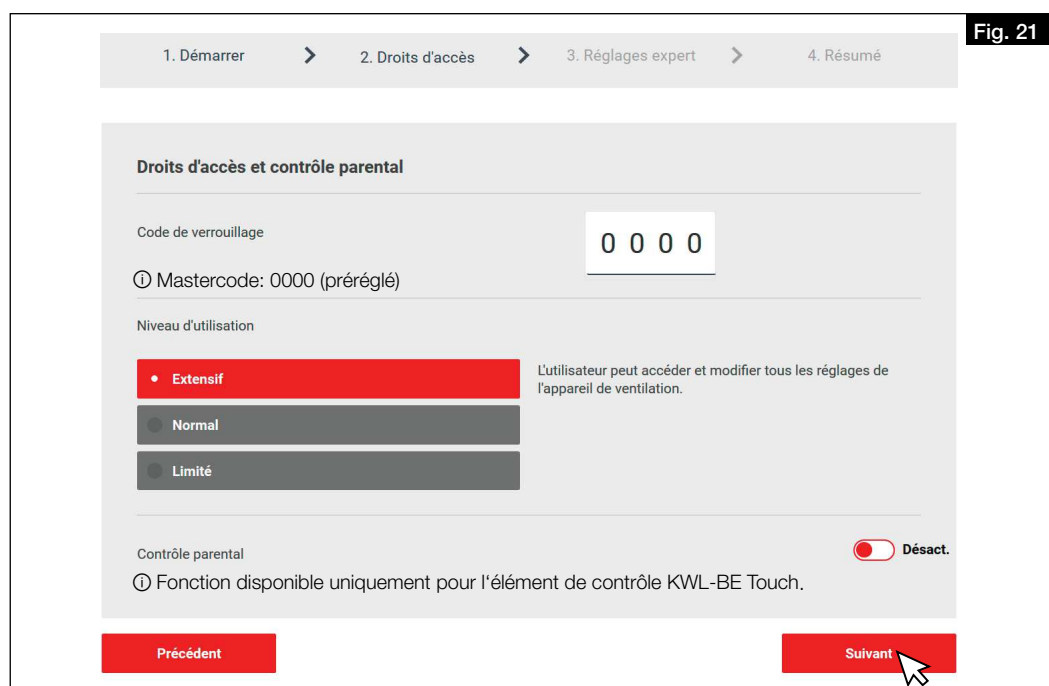 Fig. 21
1. Démarrer > 2. Droits d'accès > 3. Réglages expert > 4. Résumé
Droits d'accès et contrôle parental
Code de verrouillage
0 0 0 0
ⓘ Mastercode: 0000 (préréglé)
Niveau d'utilisation
Extensif
L'utilisateur peut accéder et modifier tous les réglages de
l'appareil de ventilation.
Normal
Limité
Contrôle parental
Désact.
ⓘ Fonction disponible uniquement pour l‘élément de contrôle KWL-BE Touch.
Précédent
Suivant